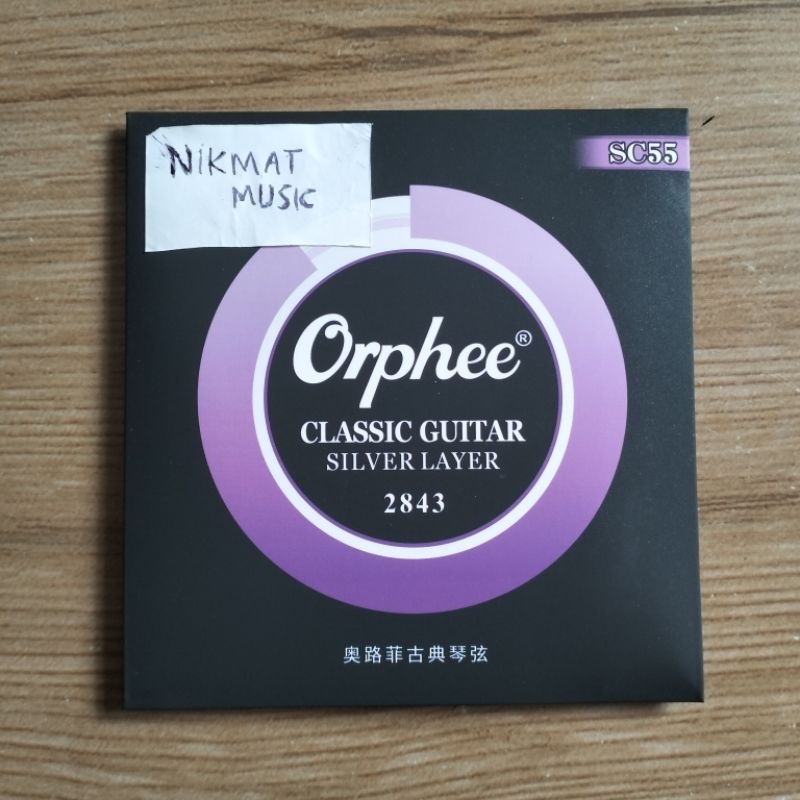 NIKMAT
MUSIC
SC55
Orphee®
CLASSIC GUITAR
SILVER LAYER
2843
奥路菲古典琴弦